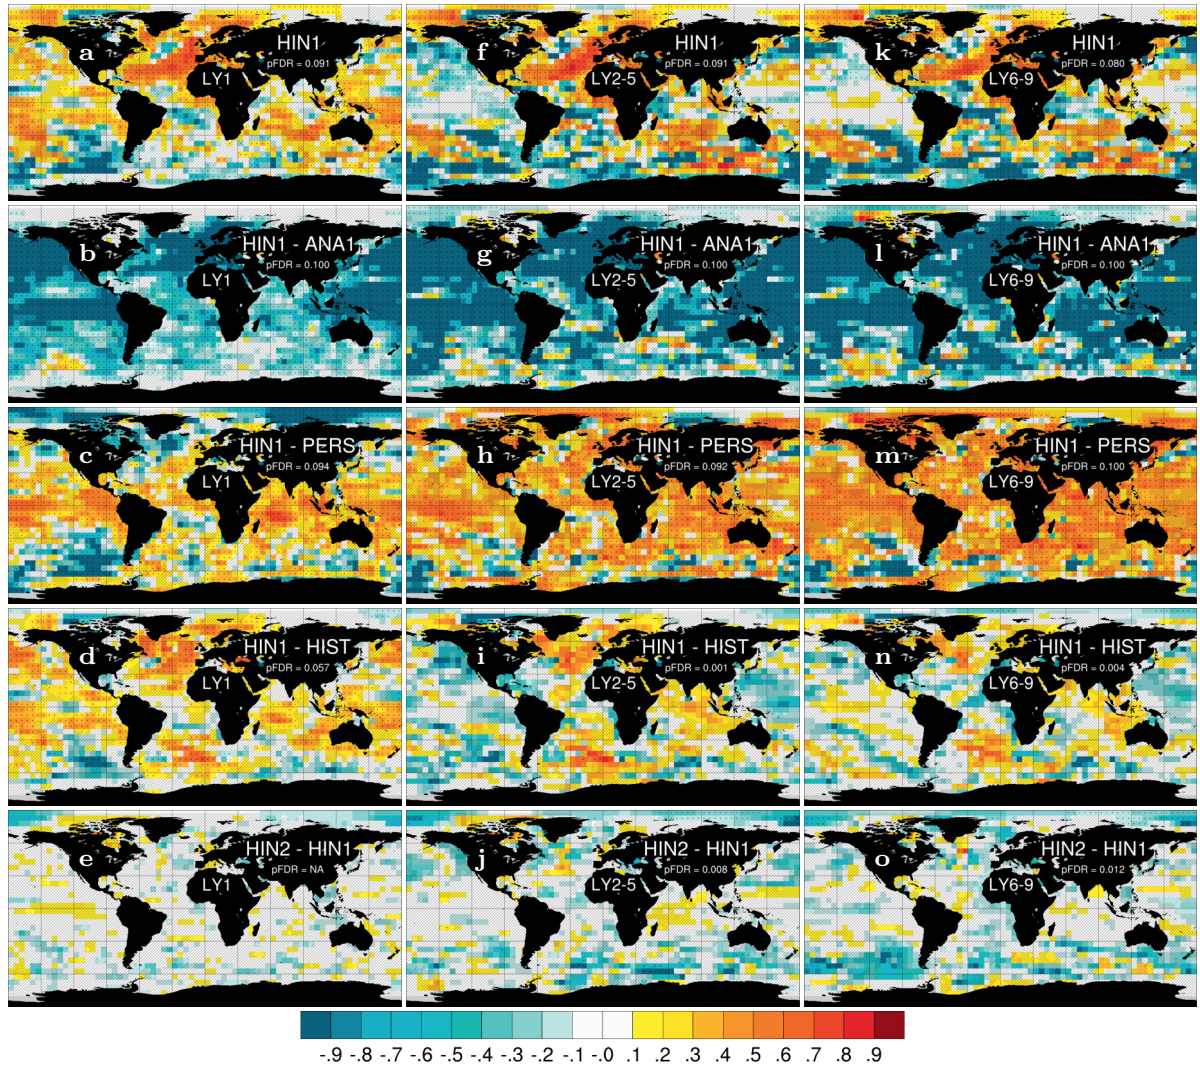 a
HIN1
pFDR = 0.091
LY1
f
HIN1
pFDR = 0.091
LY2-5
k
HIN1
pFDR = 0.080
LY6-9
b
HIN1 - ANA1
pFDR = 0.100
LY1
g
HIN1 - ANA1
pFDR = 0.100
LY2-5
l
HIN1 - ANA1
pFDR = 0.100
LY6-9
c
HIN1 - PERS
pFDR = 0.094
LY1
h
HIN1 - PERS
pFDR = 0.092
LY2-5
m
HIN1 - PERS
pFDR = 0.100
LY6-9
d
HIN1 - HIST
pFDR = 0.057
LY1
i
HIN1 - HIST
pFDR = 0.001
LY2-5
n
HIN1 - HIST
pFDR = 0.004
LY6-9
e
HIN2 - HIN1
pFDR = NA
LY1
j
HIN2 - HIN1
pFDR = 0.008
LY2-5
o
HIN2 - HIN1
pFDR = 0.012
LY6-9
-.9 -.8 -.7 -.6 -.5 -.4 -.3 -.2 -.1 -.0 .1 .2 .3 .4 .5 .6 .7 .8 .9